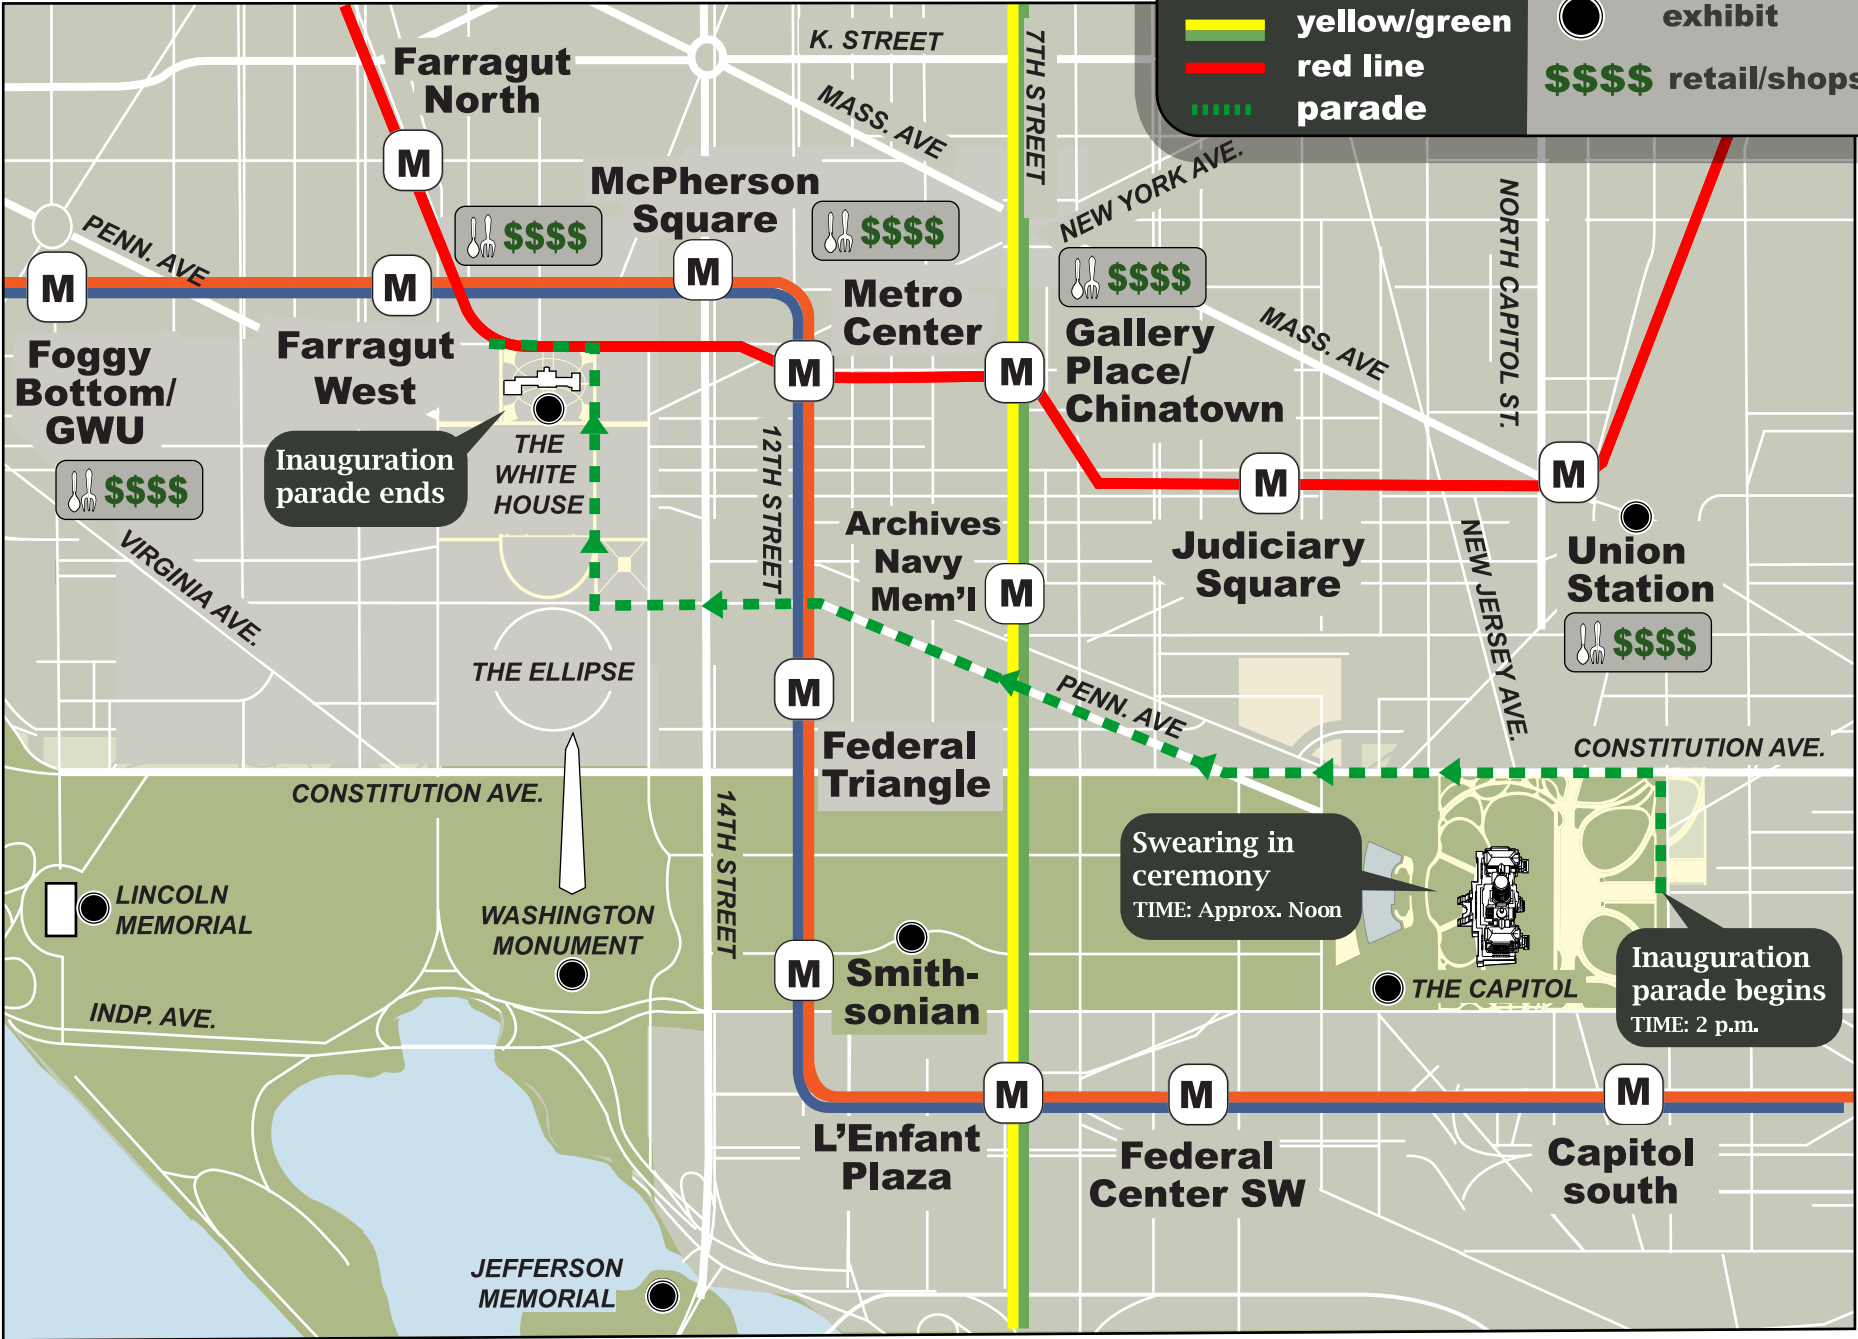 yellow/green
red line
parade
exhibit
$$$$ retail/shops
K. STREET
7TH STREET
Farragut
North
MASS. AVE
M
NEW YORK AVE.
McPherson
Square
$$$$
$$$$
PENN. AVE
NORTH CAPITOL ST.
M
M
M
$$$$
Metro
Center
MASS. AVE
Gallery
Place/
Chinatown
Foggy
Bottom/
GWU
Farragut
West
M
M
$$$$
Inauguration
parade ends
THE
WHITE
HOUSE
12TH STREET
M
M
Archives
Navy
Mem'l
M
Judiciary
Square
NEW JERSEY AVE.
Union
Station
$$$$
VIRGINIA AVE.
THE ELLIPSE
M
PENN. AVE
Federal
Triangle
CONSTITUTION AVE.
CONSTITUTION AVE.
14TH STREET
Swearing in
ceremony
TIME: Approx. Noon
LINCOLN
MEMORIAL
WASHINGTON
MONUMENT
M
Smith-
sonian
THE CAPITOL
Inauguration
parade begins
TIME: 2 p.m.
INDP. AVE.
M
M
M
L'Enfant
Plaza
Federal
Center SW
Capitol
south
JEFFERSON
MEMORIAL